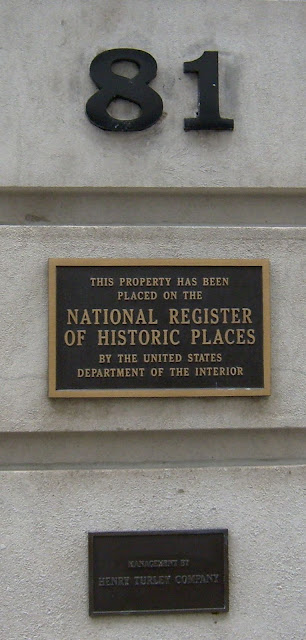 81
THIS PROPERTY HAS BEEN
PLACED ON THE
NATIONAL REGISTER
OF HISTORIC PLACES
BY THE UNITED STATES
DEPARTMENT OF THE INTERIOR
MANAGEMENT BY
HENRY TURLEY COMPANY